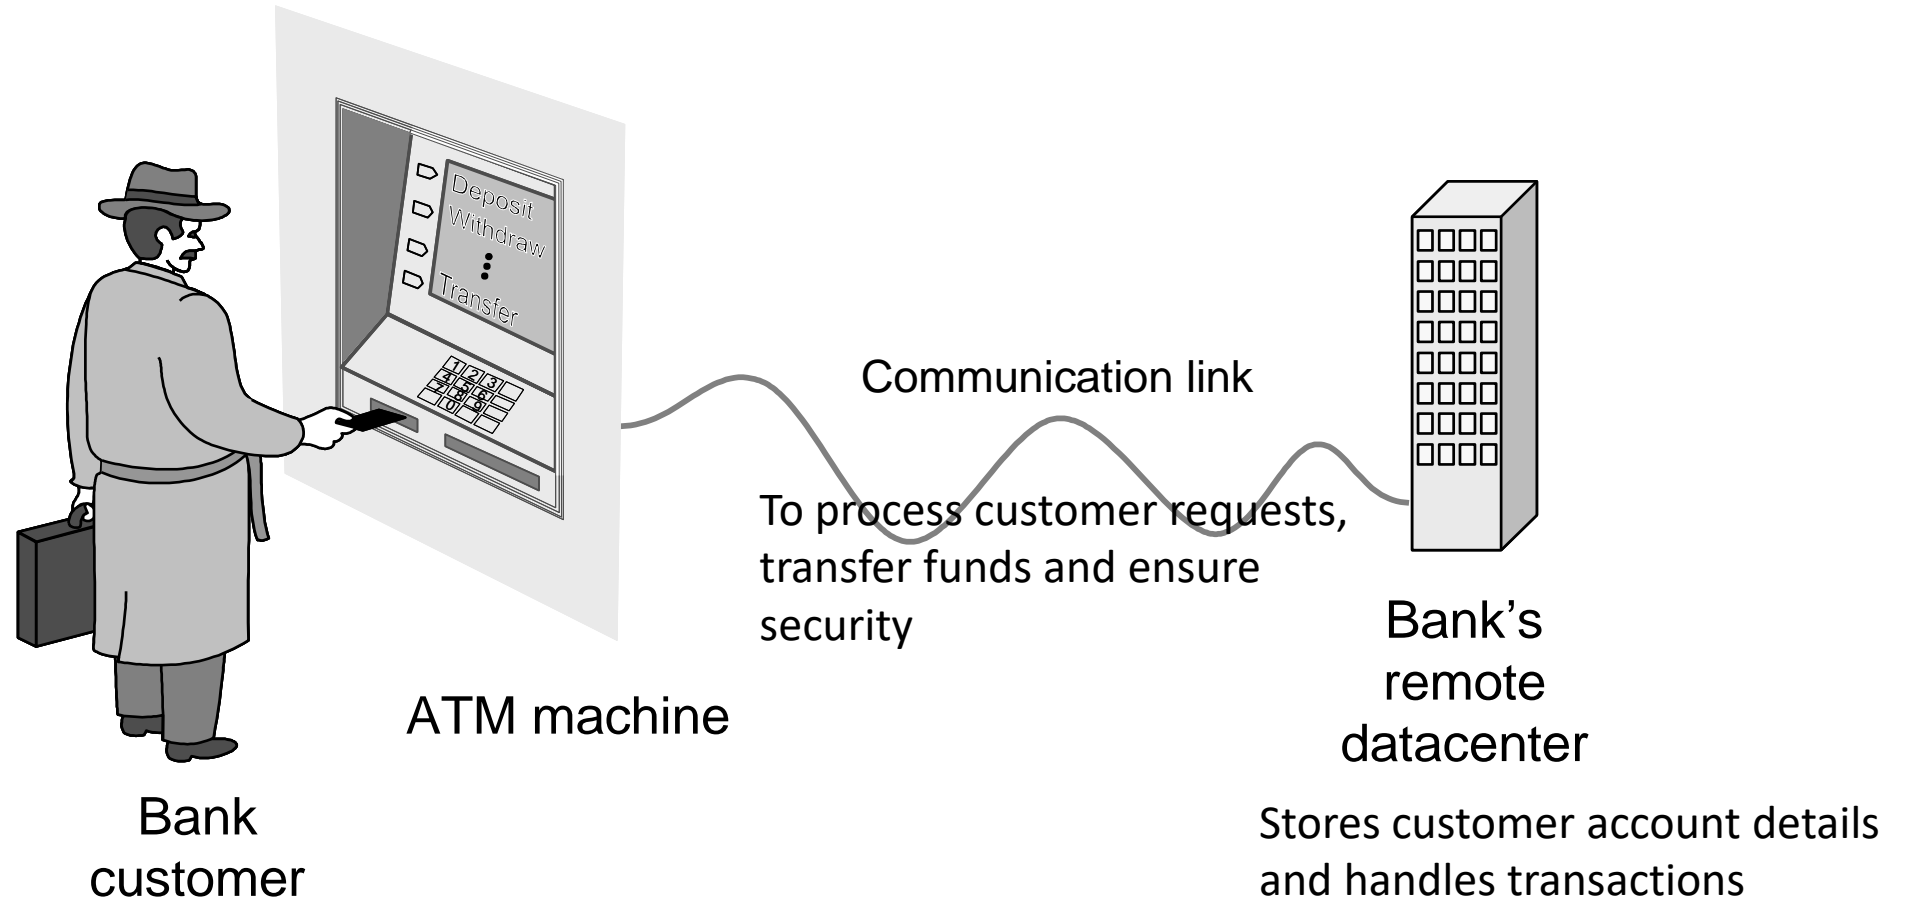 Deposit
Withdraw
Transfer
1 2 3
4 5 6
7 8 9
0
Communication link
To process customer requests,
transfer funds and ensure
security
ATM machine
Bank
customer
Bank’s
remote
datacenter
Stores customer account details
and handles transactions